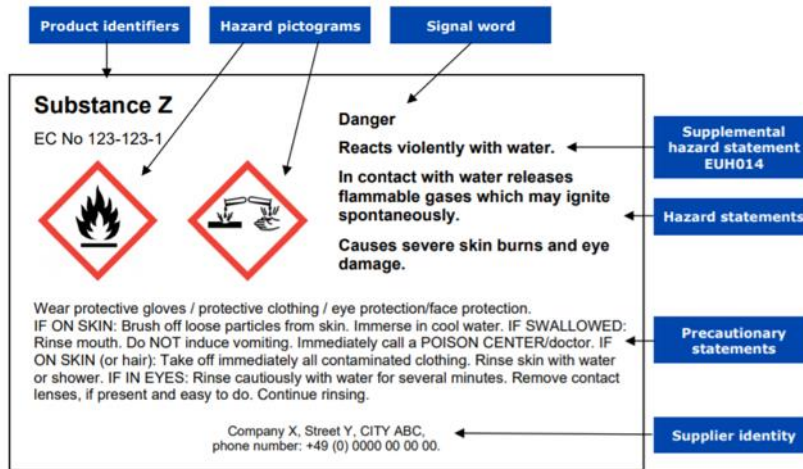 Product identifiers
Hazard pictograms
Signal word
Substance Z
EC No 123-123-1
Danger
Reacts violently with water.
In contact with water releases
flammable gases which may ignite
spontaneously.
Causes severe skin burns and eye
damage.
Supplemental
hazard statement
EUH014
Hazard statements
Wear protective gloves / protective clothing / eye protection/face protection.
IF ON SKIN: Brush off loose particles from skin. Immerse in cool water. IF SWALLOWED:
Rinse mouth. Do NOT induce vomiting. Immediately call a POISON CENTER/doctor. IF
ON SKIN (or hair): Take off immediately all contaminated clothing. Rinse skin with water
or shower. IF IN EYES: Rinse cautiously with water for several minutes. Remove contact
lenses, if present and easy to do. Continue rinsing.
Precautionary
statements
Company X, Street Y, CITY ABC,
phone number: +49 (0) 0000 00 00 00.
Supplier identity